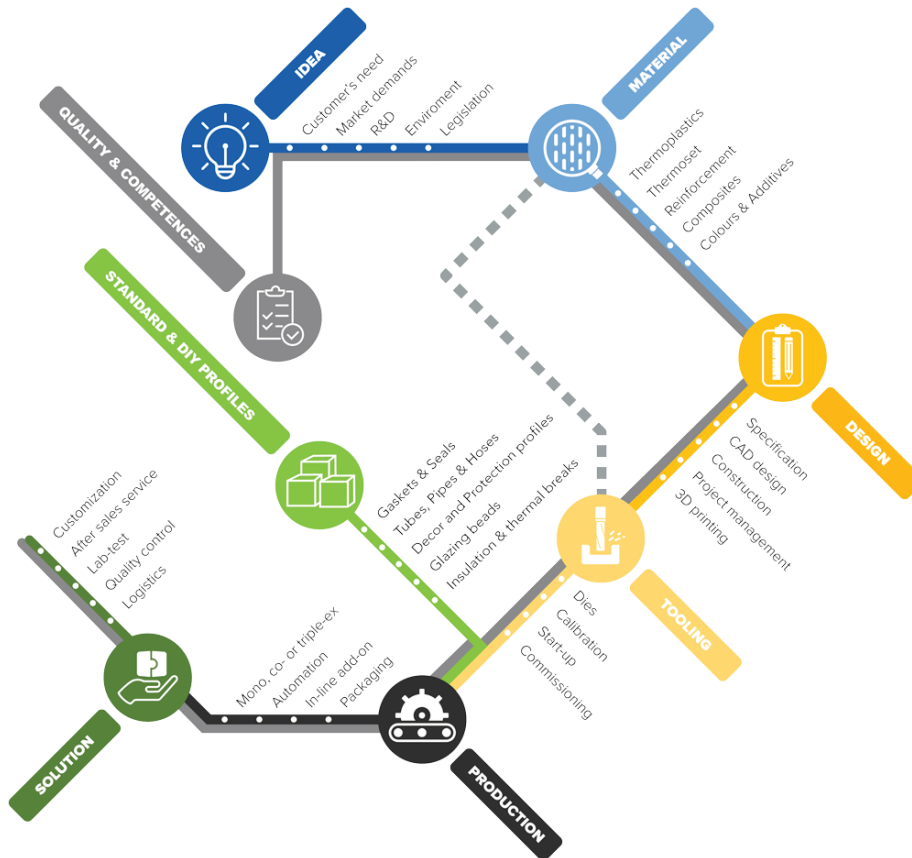 IDEA
Customer's need
Market demands
R&D
Enviroment
Legislation
MATERIAL
Thermoplastics
Thermoset
Reinforcement
Composites
Colours & Additives
QUALITY & COMPETENCES
STANDARD & DIY PROFILES
Gaskets & Seals
Tubes, Pipes & Hoses
Decor and Protection profiles
Glazing beads
Insulation & thermal breaks
DESIGN
Specification
CAD design
Construction
Project management
3D printing
TOOLING
Dies
Calibration
Start-up
Commissioning
PRODUCTION
Mono, co- or triple-ex
Automation
In-line add-on
Packaging
SOLUTION
Customization
After sales service
Lab-test
Quality control
Logistics